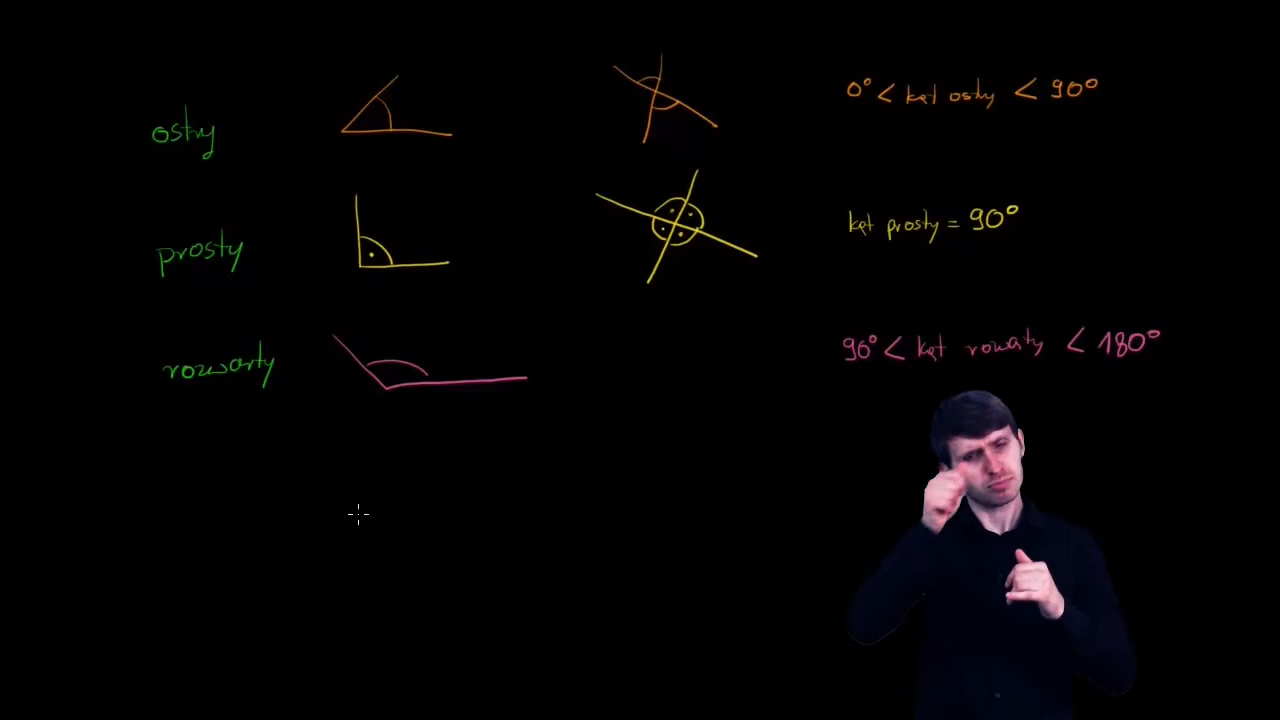 ostry
0° < kąt ostry < 90°
prosty
kąt prosty = 90°
rozwarty
90° < kąt rozwarty < 180°